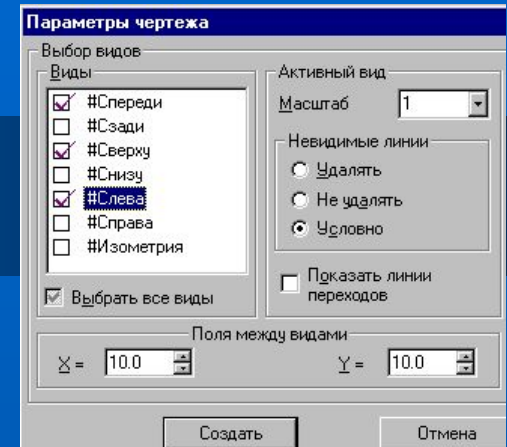 Параметры чертежа
Выбор видов
Виды
#Спереди
#Сзади
#Сверху
#Снизу
#Слева
#Справа
#Изометрия
Выбрать все виды
Активный вид
Масштаб 1
Невидимые линии
Удалять
Не удалять
Условно
Показать линии
переходов
Поля между видами
X = 10.0 Y = 10.0
Создать Отмена